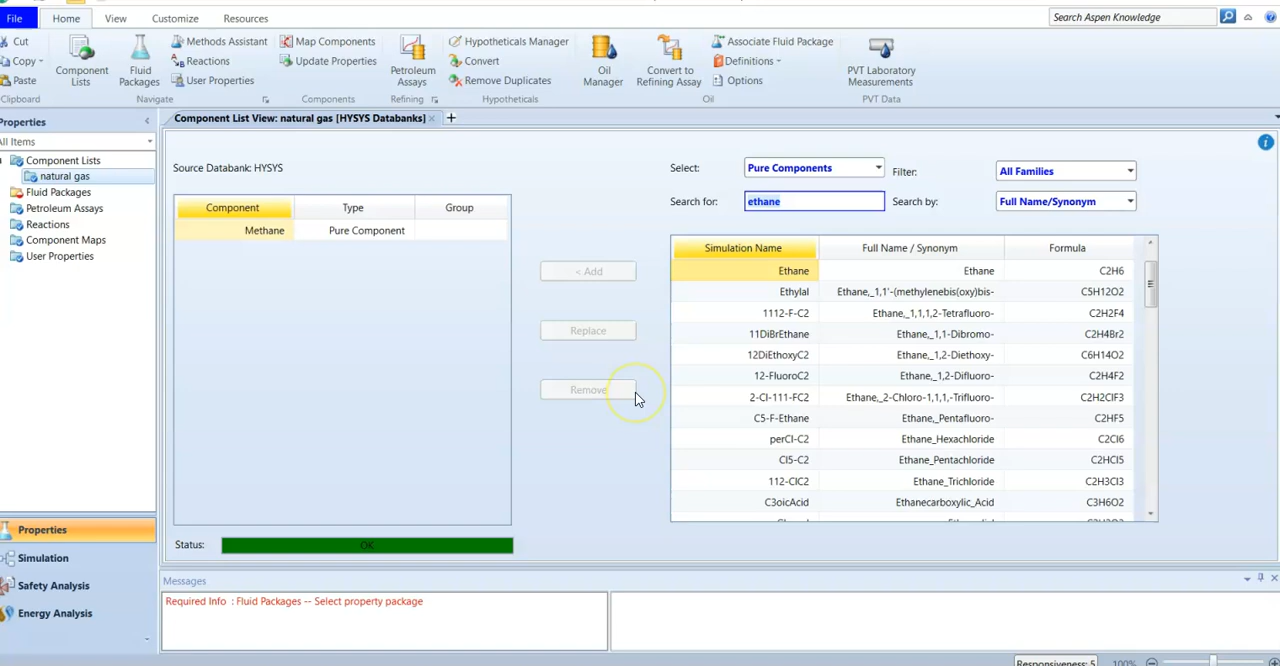 File Home View Customize Resources Search Aspen Knowledge
Cut
Copy
Paste
Clipboard
Component Lists
Fluid Packages
Methods Assistant
Reactions
User Properties
Navigate
Map Components
Update Properties
Components
Petroleum Assays
Refining
Hypotheticals Manager
Convert
Remove Duplicates
Hypotheticals
Oil Manager
Convert to Refining Assay
Associate Fluid Package
Definitions
Options
Oil
PVT Laboratory Measurements
PVT Data
Properties
All Items
Component Lists
natural gas
Fluid Packages
Petroleum Assays
Reactions
Component Maps
User Properties
Properties
Simulation
Safety Analysis
Energy Analysis
Component List View: natural gas [HYSYS Databanks]
Source Databank: HYSYS
Component Type Group
Methane Pure Component
< Add
Replace
Remove
Status: OK
Select: Pure Components Filter: All Families
Search for: ethane Search by: Full Name/Synonym
Simulation Name Full Name / Synonym Formula
Ethane Ethane C2H6
Ethylal Ethane,_1,1'-(methylenebis(oxy)bis- C5H12O2
1112-F-C2 Ethane,_1,1,1,2-Tetrafluoro- C2H2F4
11DiBrEthane Ethane,_1,1-Dibromo- C2H4Br2
12DiEthoxyC2 Ethane,_1,2-Diethoxy- C6H14O2
12-FluoroC2 Ethane,_1,2-Difluoro- C2H4F2
2-Cl-111-FC2 Ethane,_2-Chloro-1,1,1,-Trifluoro- C2H2ClF3
C5-F-Ethane Ethane,_Pentafluoro- C2HF5
perCl-C2 Ethane_Hexachloride C2Cl6
Cl5-C2 Ethane_Pentachloride C2HCl5
112-ClC2 Ethane_Trichloride C2H3Cl3
C3oicAcid Ethanecarboxylic_Acid C3H6O2
Messages
Required Info : Fluid Packages -- Select property package
Responsiveness: 5 100%